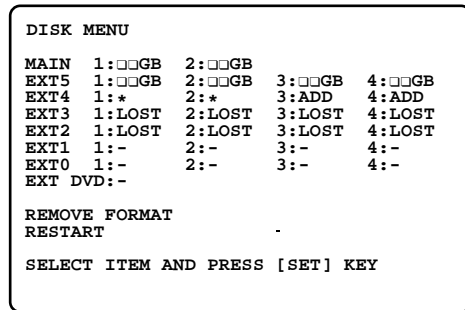 DISK MENU
MAIN 1:□□GB 2:□□GB
EXT5 1:□□GB 2:□□GB 3:□□GB 4:□□GB
EXT4 1:* 2:* 3:ADD 4:ADD
EXT3 1:LOST 2:LOST 3:LOST 4:LOST
EXT2 1:LOST 2:LOST 3:LOST 4:LOST
EXT1 1:- 2:- 3:- 4:-
EXT0 1:- 2:- 3:- 4:-
EXT DVD:-
REMOVE FORMAT
RESTART -
SELECT ITEM AND PRESS [SET] KEY